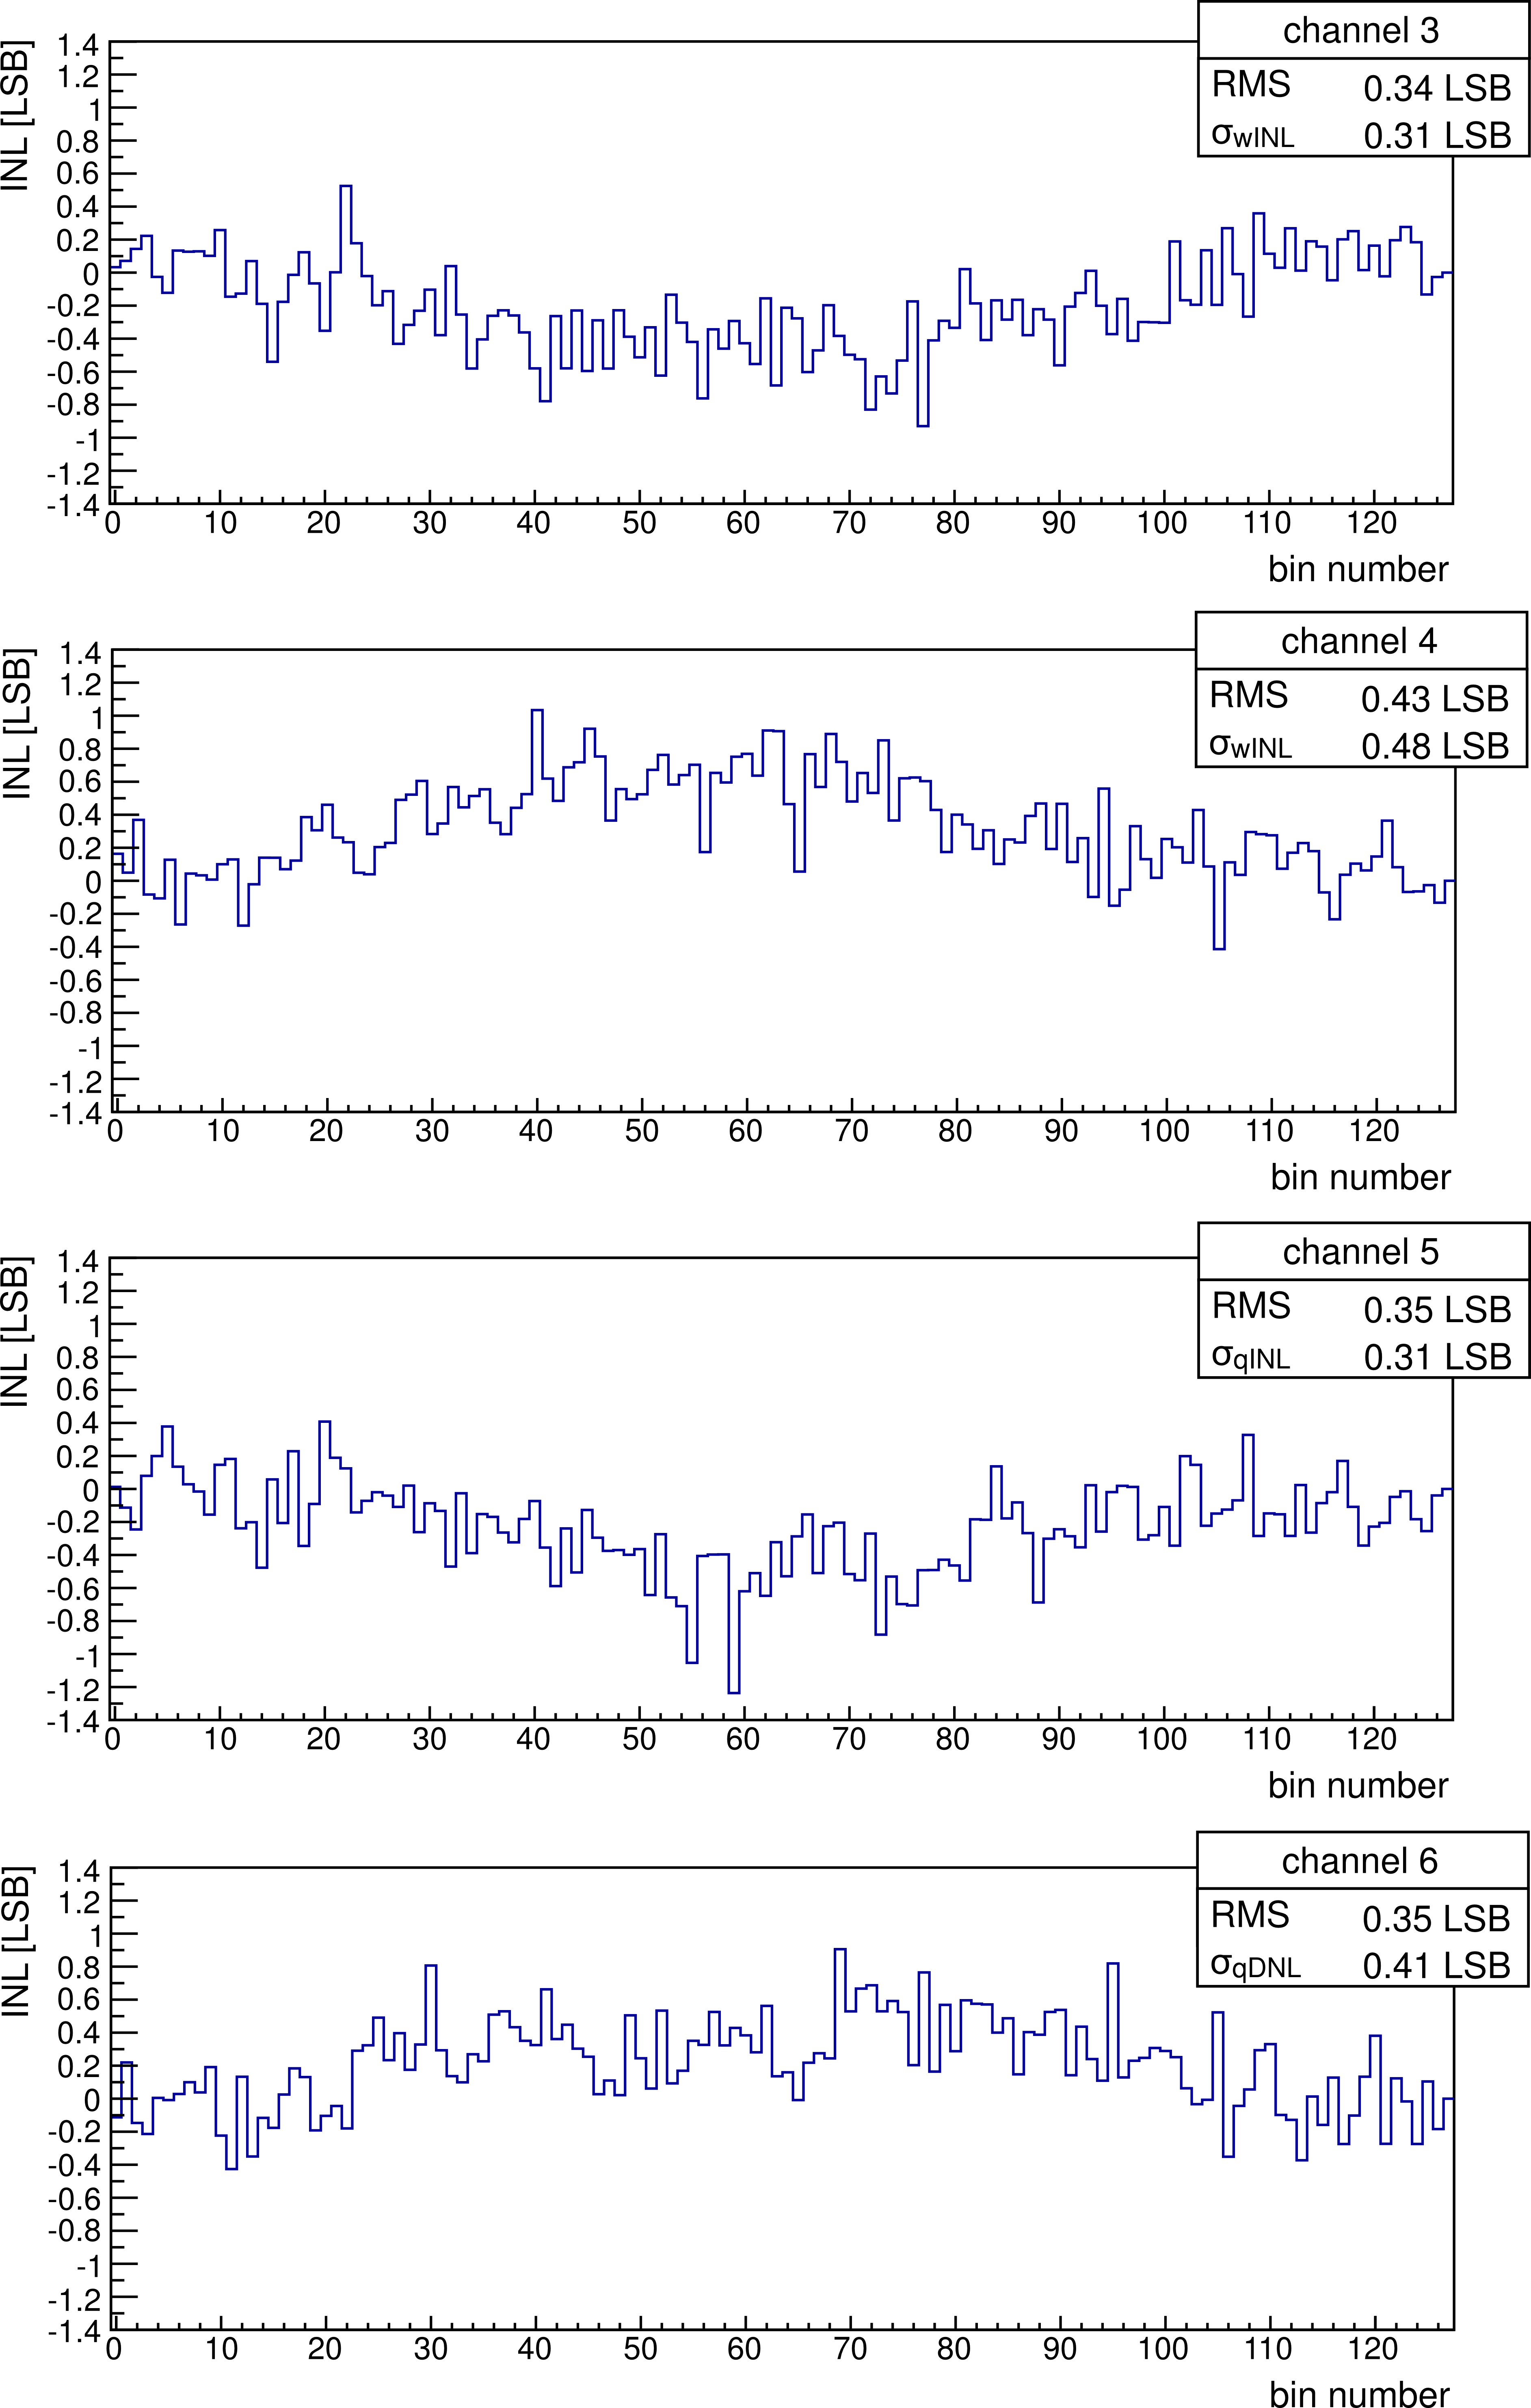 channel 3
RMS 0.34 LSB
σwINL 0.31 LSB
INL [LSB]
1.4
1.2
1
0.8
0.6
0.4
0.2
0
-0.2
-0.4
-0.6
-0.8
-1
-1.2
-1.4
0 10 20 30 40 50 60 70 80 90 100 110 120
bin number
channel 4
RMS 0.43 LSB
σwINL 0.48 LSB
INL [LSB]
1.4
1.2
1
0.8
0.6
0.4
0.2
0
-0.2
-0.4
-0.6
-0.8
-1
-1.2
-1.4
0 10 20 30 40 50 60 70 80 90 100 110 120
bin number
channel 5
RMS 0.35 LSB
σqINL 0.31 LSB
INL [LSB]
1.4
1.2
1
0.8
0.6
0.4
0.2
0
-0.2
-0.4
-0.6
-0.8
-1
-1.2
-1.4
0 10 20 30 40 50 60 70 80 90 100 110 120
bin number
channel 6
RMS 0.35 LSB
σqDNL 0.41 LSB
INL [LSB]
1.4
1.2
1
0.8
0.6
0.4
0.2
0
-0.2
-0.4
-0.6
-0.8
-1
-1.2
-1.4
0 10 20 30 40 50 60 70 80 90 100 110 120
bin number